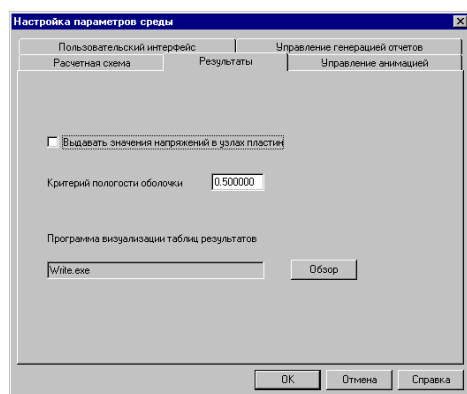 Настройка параметров среды
Пользовательский интерфейс Управление генерацией отчетов
Расчетная схема Результаты Управление анимацией
Выдавать значения напряжений в узлах пластин
Критерий пологости оболочки 0.500000
Программа визуализации таблиц результатов
Write.exe Обзор
OK Отмена Справка